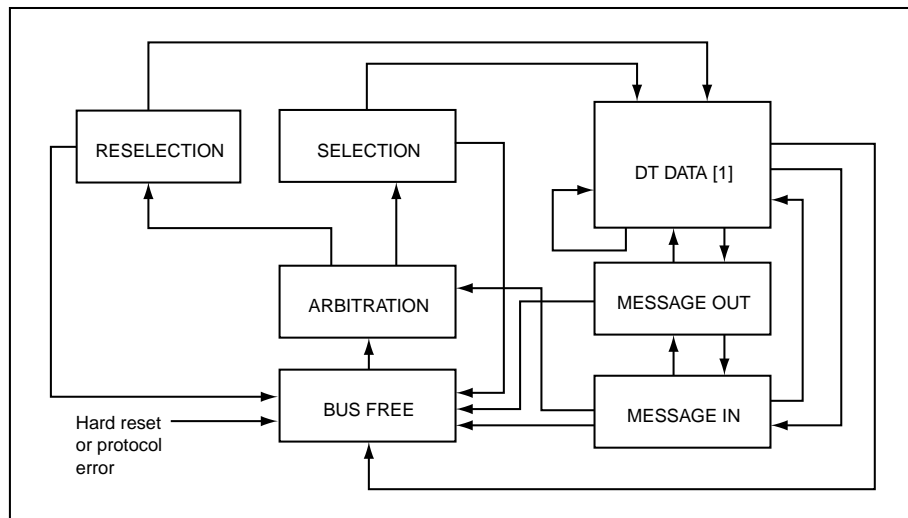 RESELECTION
SELECTION
DT DATA [1]
ARBITRATION
MESSAGE OUT
BUS FREE
MESSAGE IN
Hard reset
or protocol
error